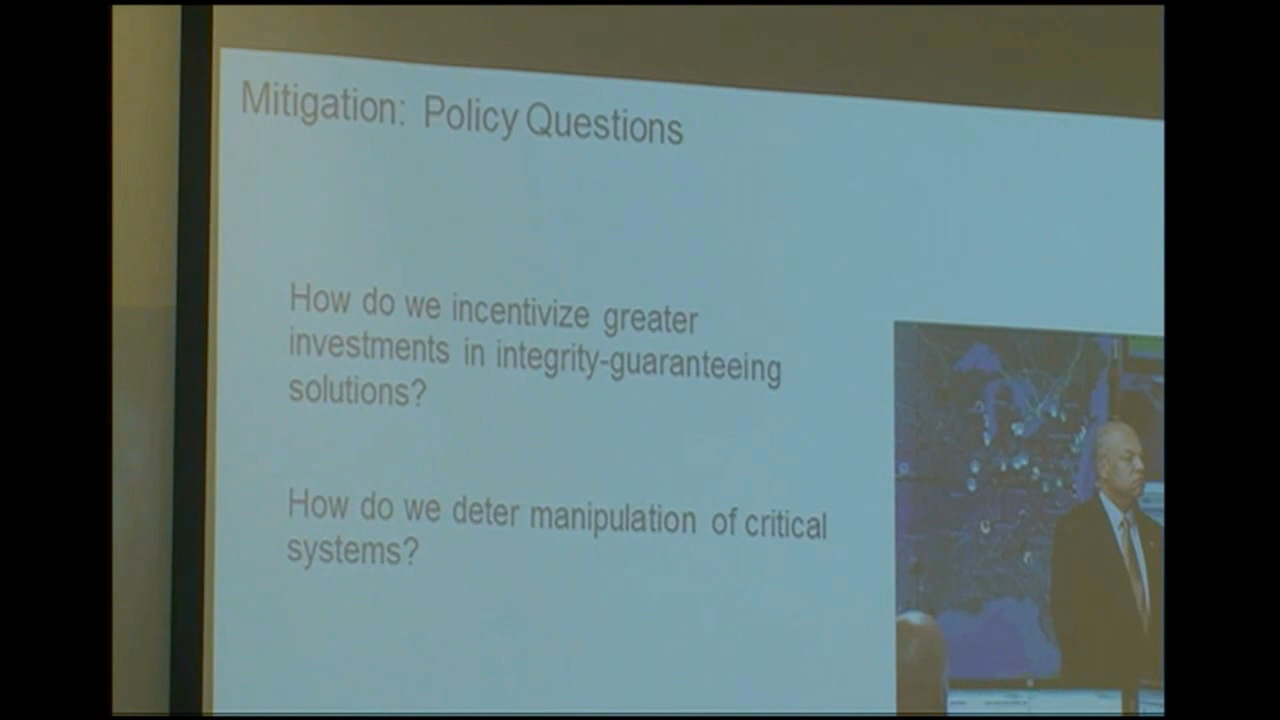 Mitigation: Policy Questions
How do we incentivize greater
investments in integrity-guaranteeing
solutions?
How do we deter manipulation of critical
systems?